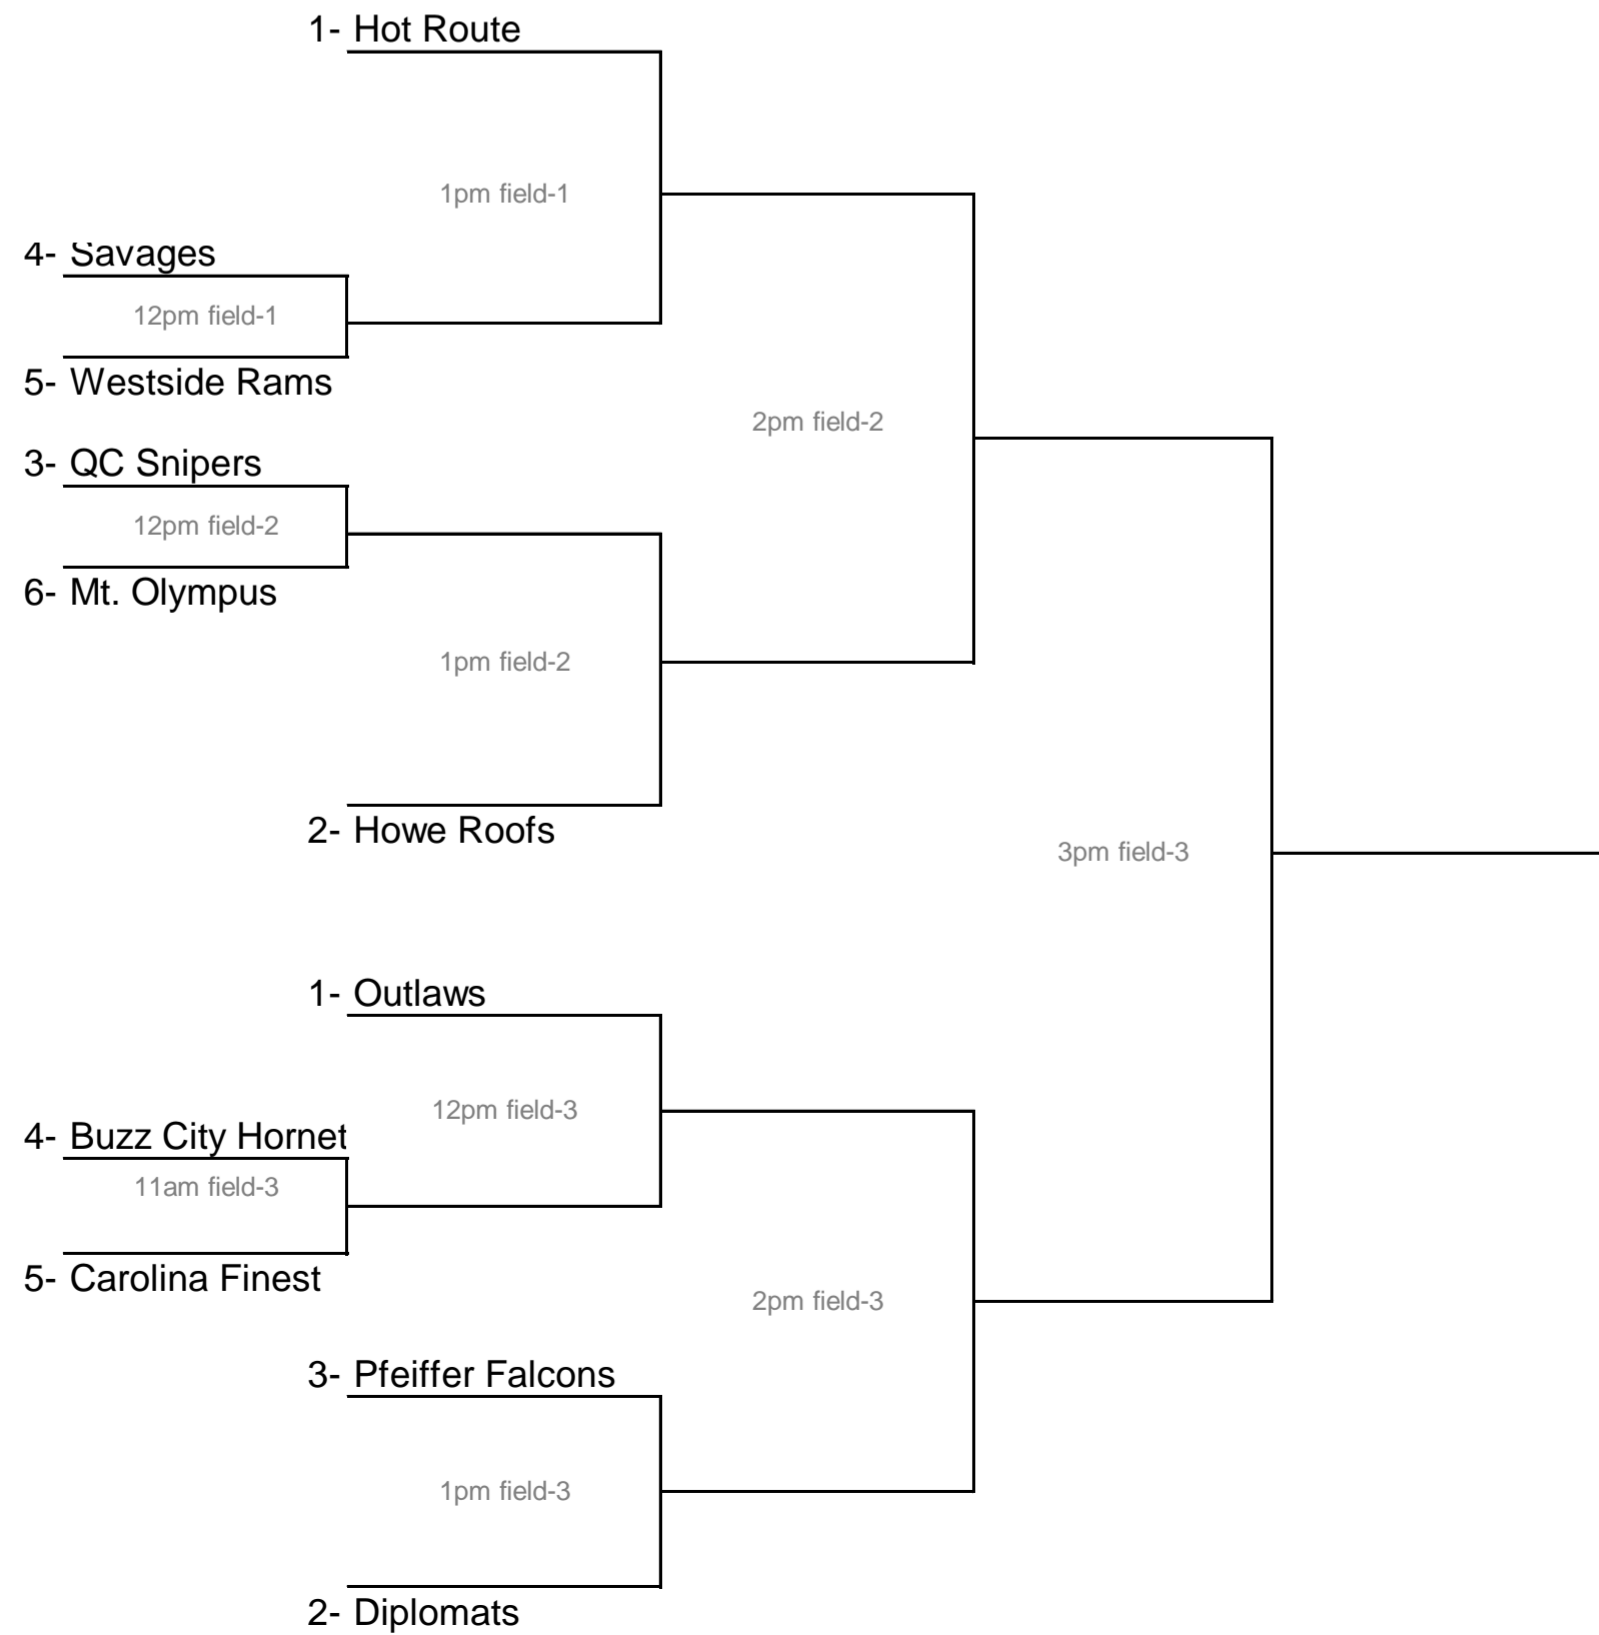 1- Hot Route
1pm field-1
4- Savages
12pm field-1
5- Westside Rams
2pm field-2
3- QC Snipers
12pm field-2
6- Mt. Olympus
1pm field-2
2- Howe Roofs
3pm field-3
1- Outlaws
12pm field-3
4- Buzz City Hornet
11am field-3
5- Carolina Finest
2pm field-3
3- Pfeiffer Falcons
1pm field-3
2- Diplomats